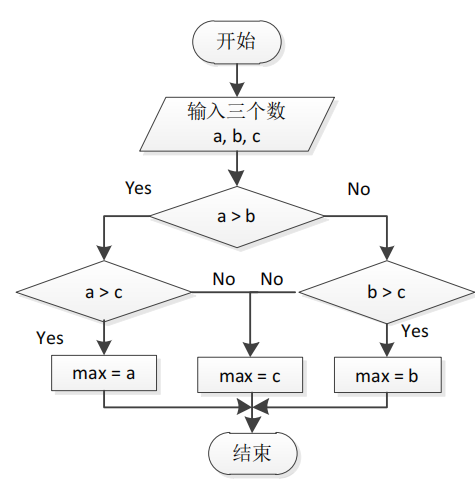 开始
输入三个数
a, b, c
Yes
No
a > b
a > c
No
No
b > c
Yes
Yes
max = a
max = c
max = b
结束